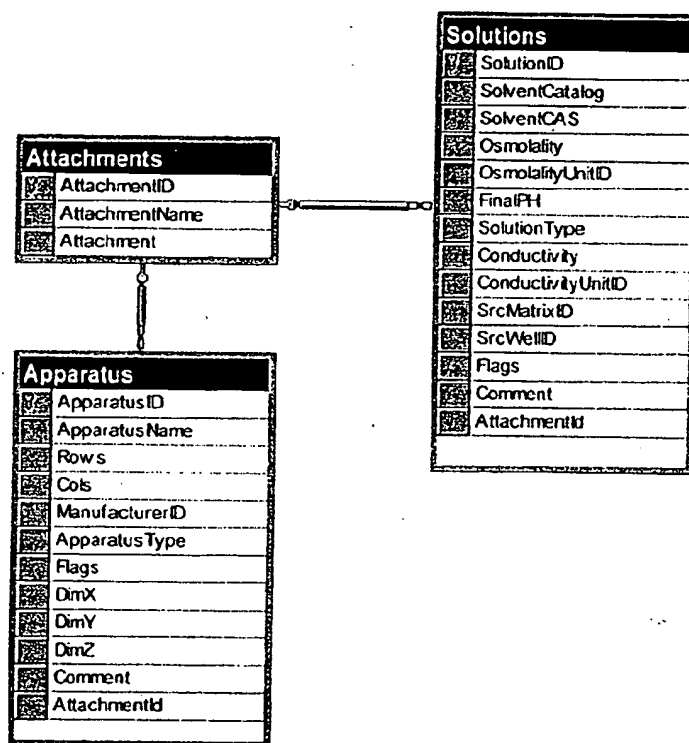 Attachments
AttachmentID
AttachmentName
Attachment
Solutions
SolutionID
SolventCatalog
SolventCAS
Osmolality
OsmolalityUnitID
FinalPH
SolutionType
Conductivity
ConductivityUnitID
SrcMatrixID
SrcWellID
Flags
Comment
AttachmentId
Apparatus
ApparatusID
ApparatusName
Rows
Cols
ManufacturerID
ApparatusType
Flags
DimX
DimY
DimZ
Comment
AttachmentId